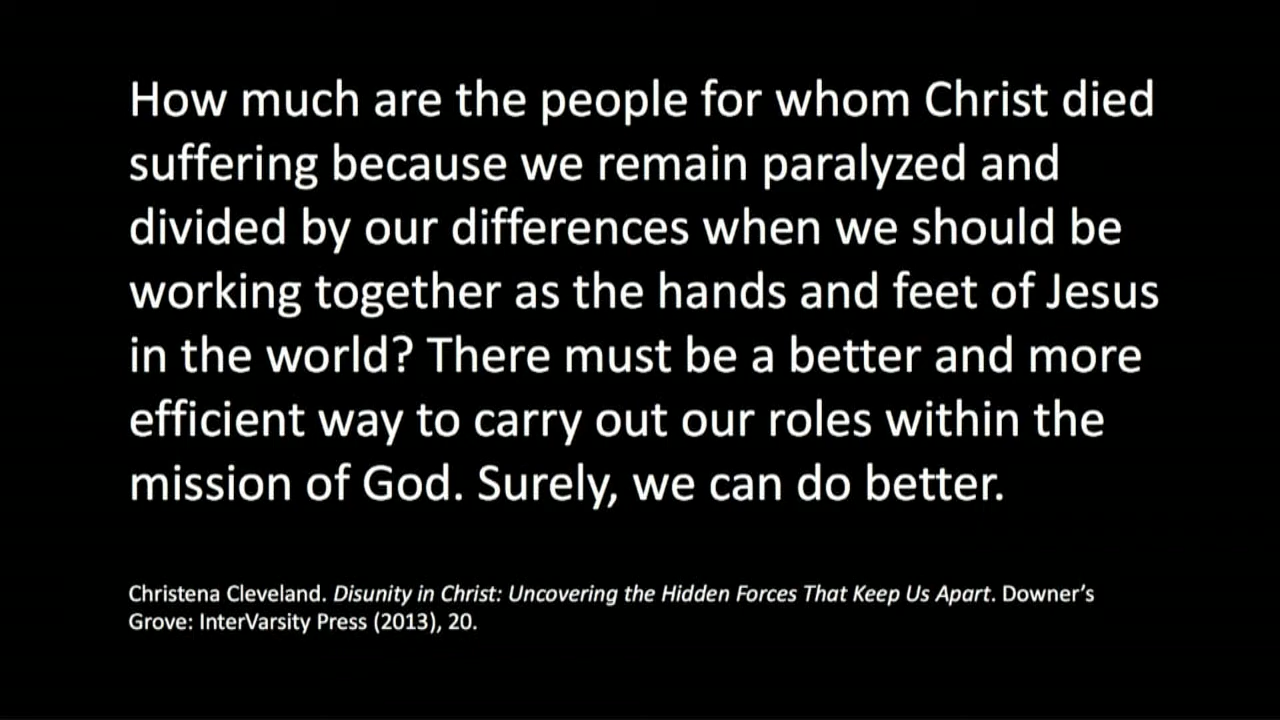 How much are the people for whom Christ died
suffering because we remain paralyzed and
divided by our differences when we should be
working together as the hands and feet of Jesus
in the world? There must be a better and more
efficient way to carry out our roles within the
mission of God. Surely, we can do better.
Christena Cleveland. Disunity in Christ: Uncovering the Hidden Forces That Keep Us Apart. Downer’s
Grove: InterVarsity Press (2013), 20.